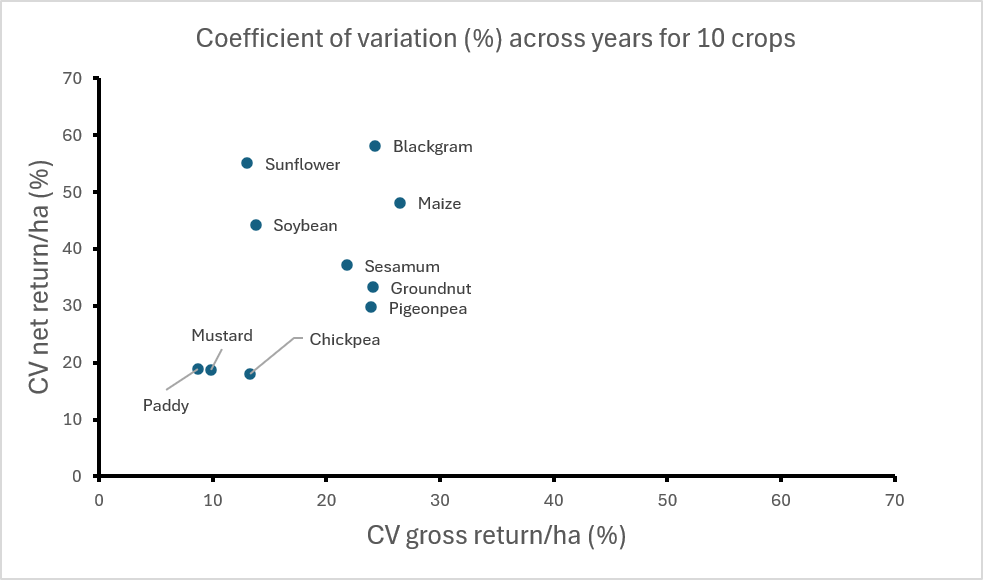 Coefficient of variation (%) across years for 10 crops
70
60
50
40
30
20
10
0
CV net return/ha (%)
Blackgram
Sunflower
Maize
Soybean
Sesamum
Groundnut
Pigeonpea
Mustard
Chickpea
Paddy
0 10 20 30 40 50 60 70
CV gross return/ha (%)